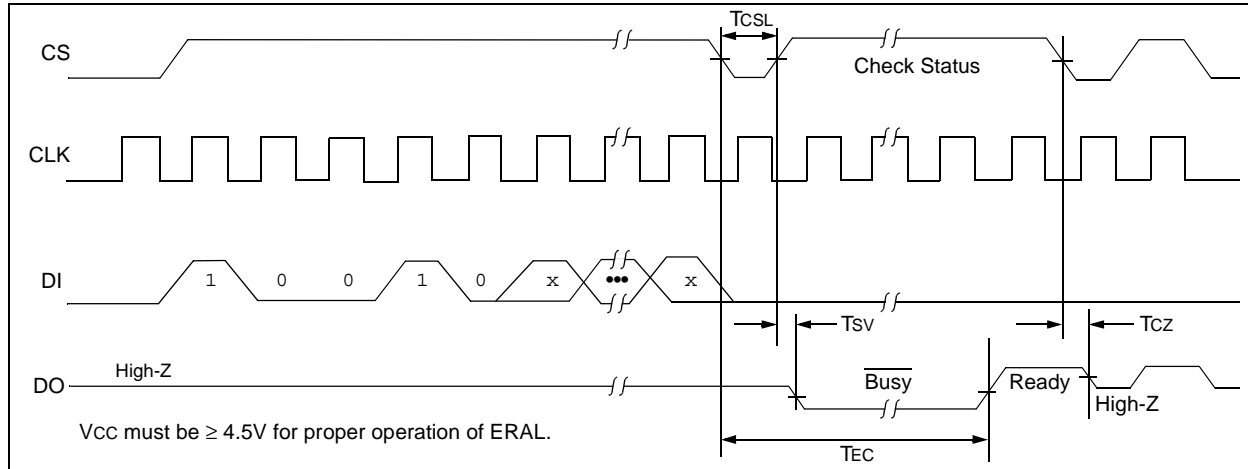 TCSL
CS
Check Status
CLK
DI
1 0 0 1 0 x ••• x
TSV
TCZ
High-Z
DO
Busy
Ready
High-Z
VCC must be ≥ 4.5V for proper operation of ERAL.
TEC